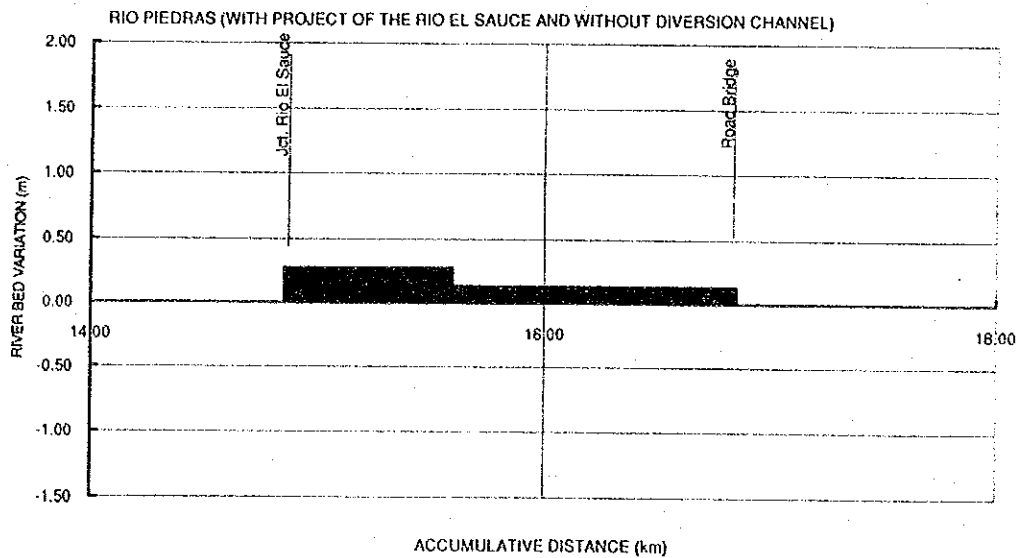 RIO PIEDRAS (WITH PROJECT OF THE RIO EL SAUCE AND WITHOUT DIVERSION CHANNEL)
2.00
1.50
1.00
0.50
0.00
-0.50
-1.00
-1.50
RIVER BED VARIATION (m)
Jct. Rio El Sauce
Road Bridge
14.00
16.00
18.00
ACCUMULATIVE DISTANCE (km)